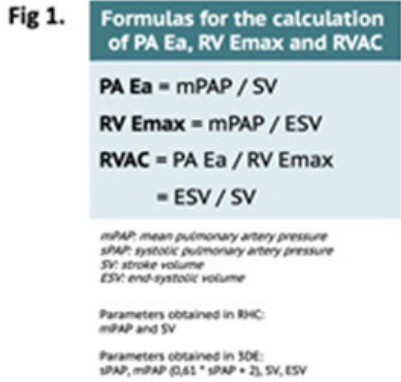 Fig 1.
Formulas for the calculation
of PA Ea, RV Emax and RVAC
PA Ea = mPAP / SV
RV Emax = mPAP / ESV
RVAC = PA Ea / RV Emax
= ESV / SV
mPAP: mean pulmonary artery pressure
sPAP: systolic pulmonary artery pressure
SV: stroke volume
ESV: end-systolic volume
Parameters obtained in RHC:
mPAP and SV
Parameters obtained in 3DE:
sPAP, mPAP (0,61 * sPAP + 2), SV, ESV